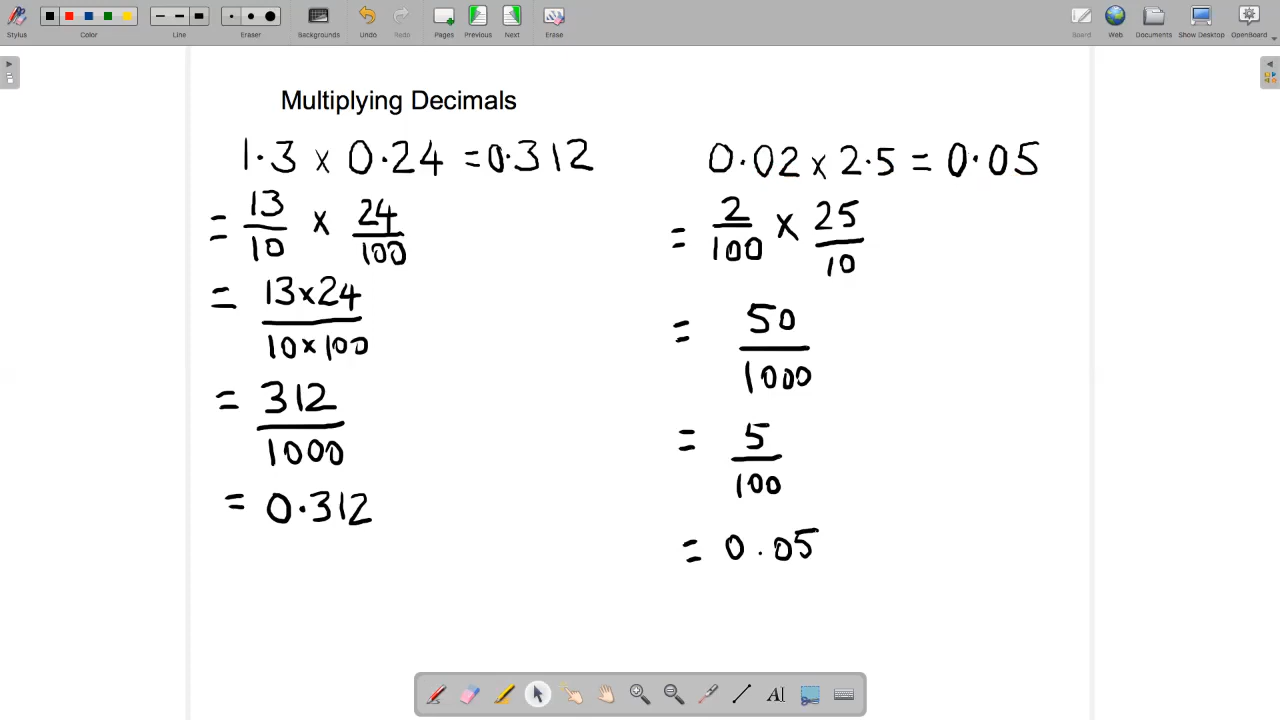 Stylus Color Line Eraser Backgrounds Undo Redo Pages Previous Next Erase Board Web Documents Show Desktop OpenBoard
Multiplying Decimals
1.3 x 0.24 = 0.312
= 13/10 x 24/100
= 13x24/10x100
= 312/1000
= 0.312
0.02 x 2.5 = 0.05
= 2/100 x 25/10
= 50/1000
= 5/100
= 0.05
AI